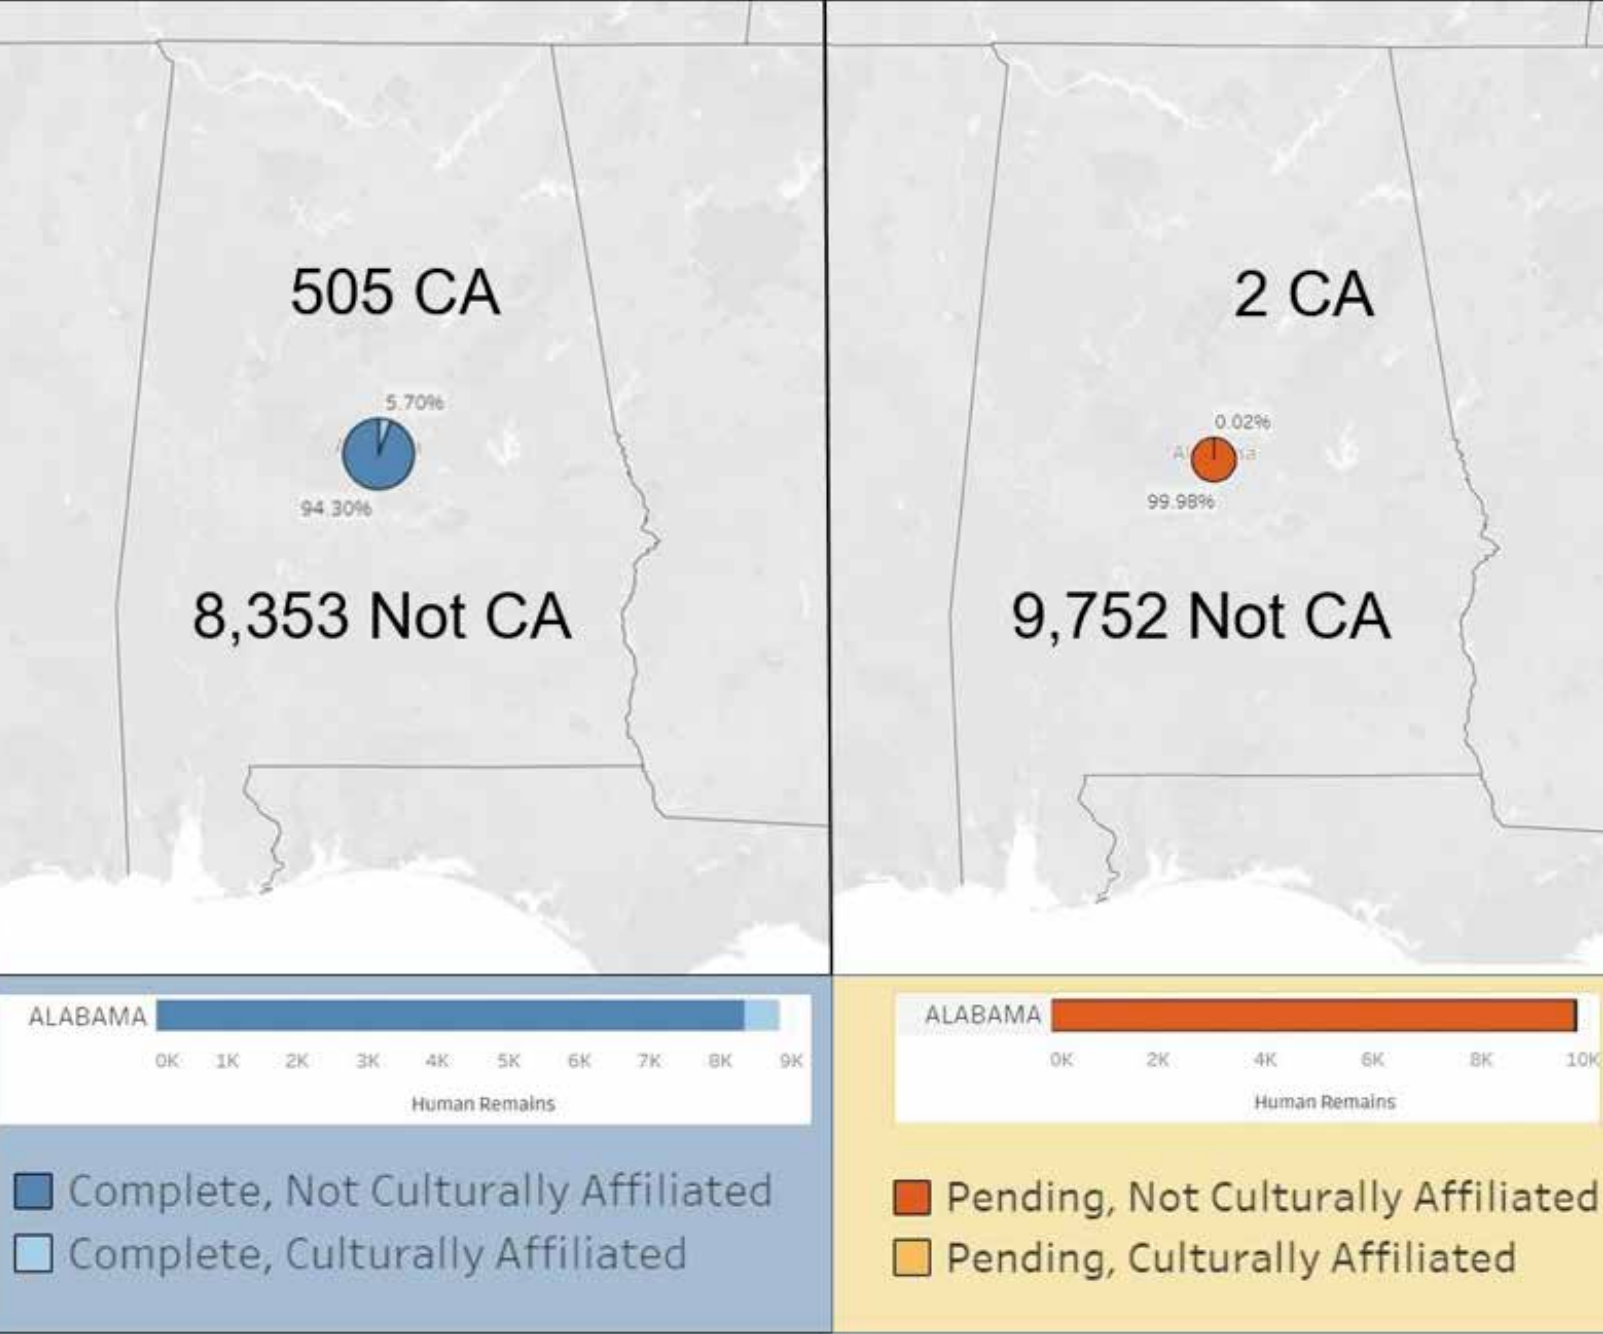 505 CA
5.70%
94.30%
8,353 Not CA
ALABAMA
0K 1K 2K 3K 4K 5K 6K 7K 8K 9K
Human Remains
Complete, Not Culturally Affiliated
Complete, Culturally Affiliated
2 CA
0.02%
99.98%
9,752 Not CA
ALABAMA
0K 2K 4K 6K 8K 10K
Human Remains
Pending, Not Culturally Affiliated
Pending, Culturally Affiliated